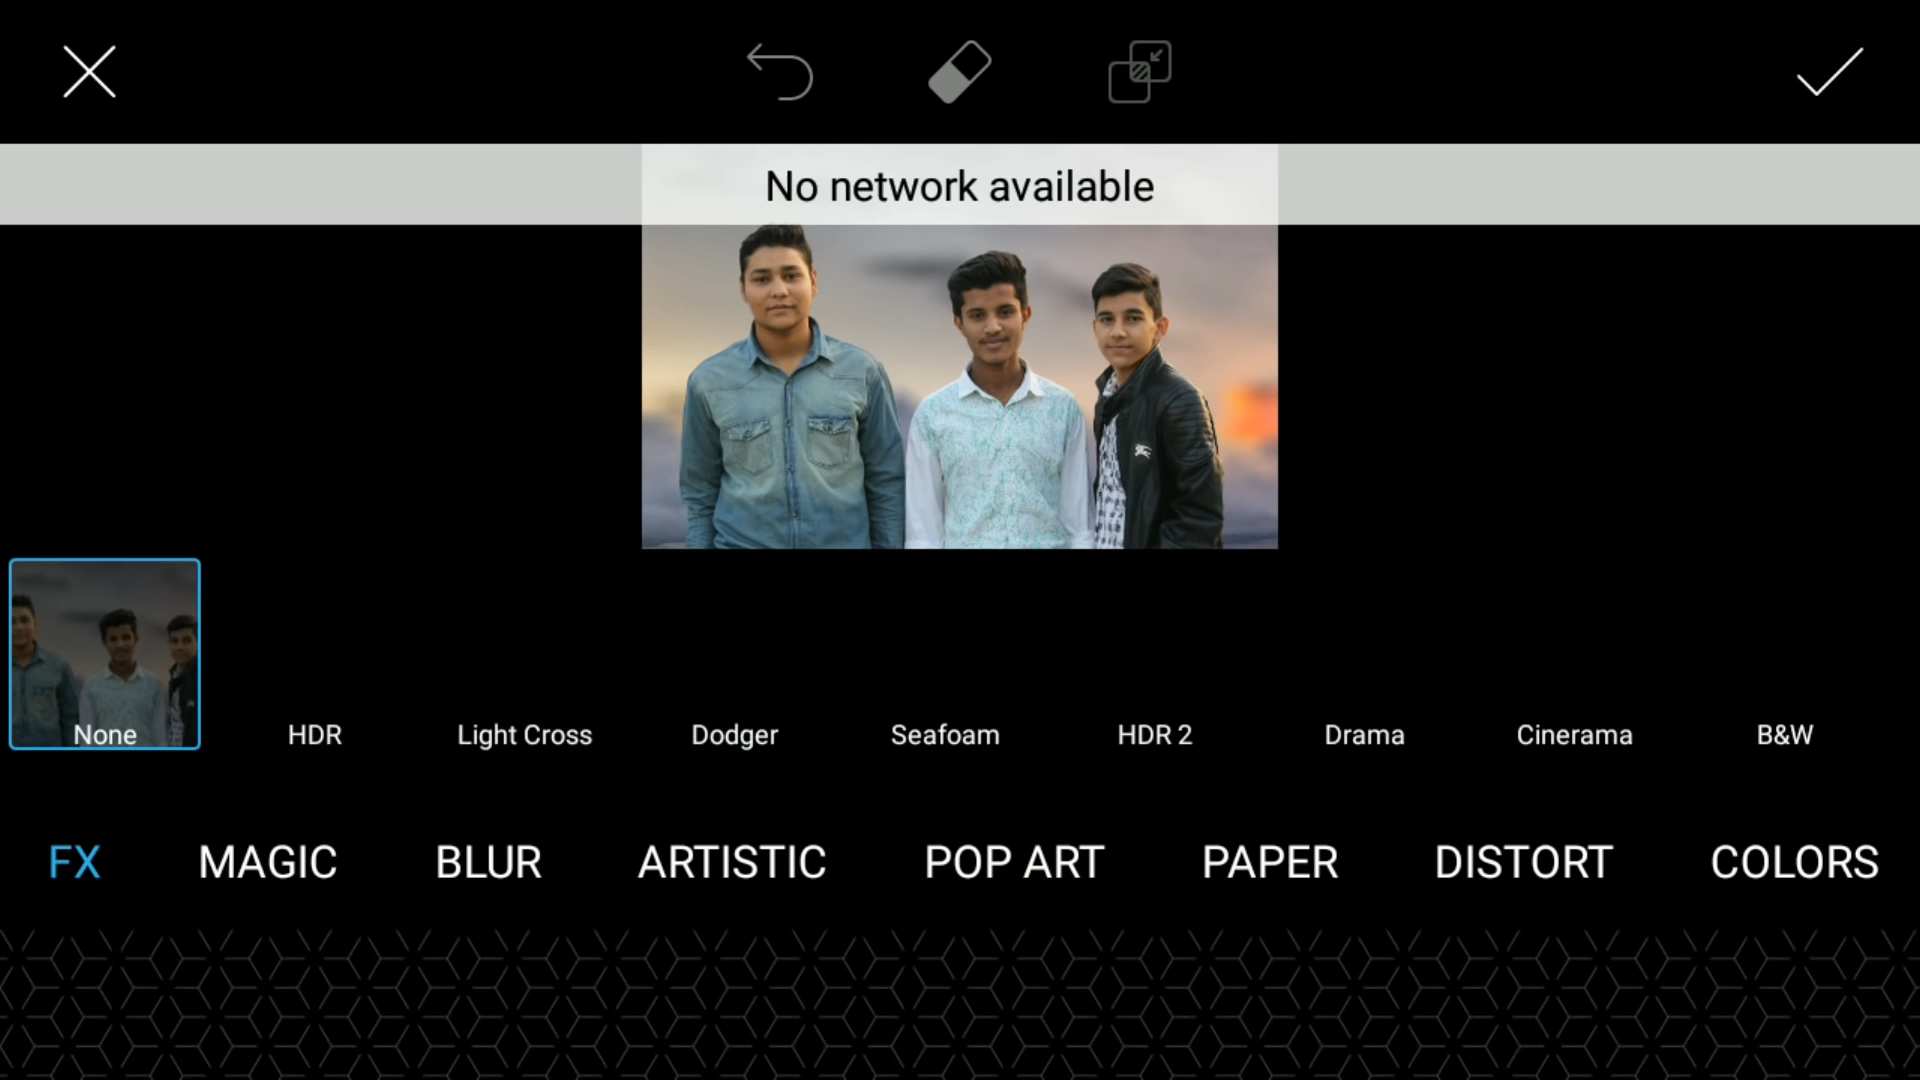 No network available
None
HDR
Light Cross
Dodger
Seafoam
HDR 2
Drama
Cinerama
B&W
FX
MAGIC
BLUR
ARTISTIC
POP ART
PAPER
DISTORT
COLORS